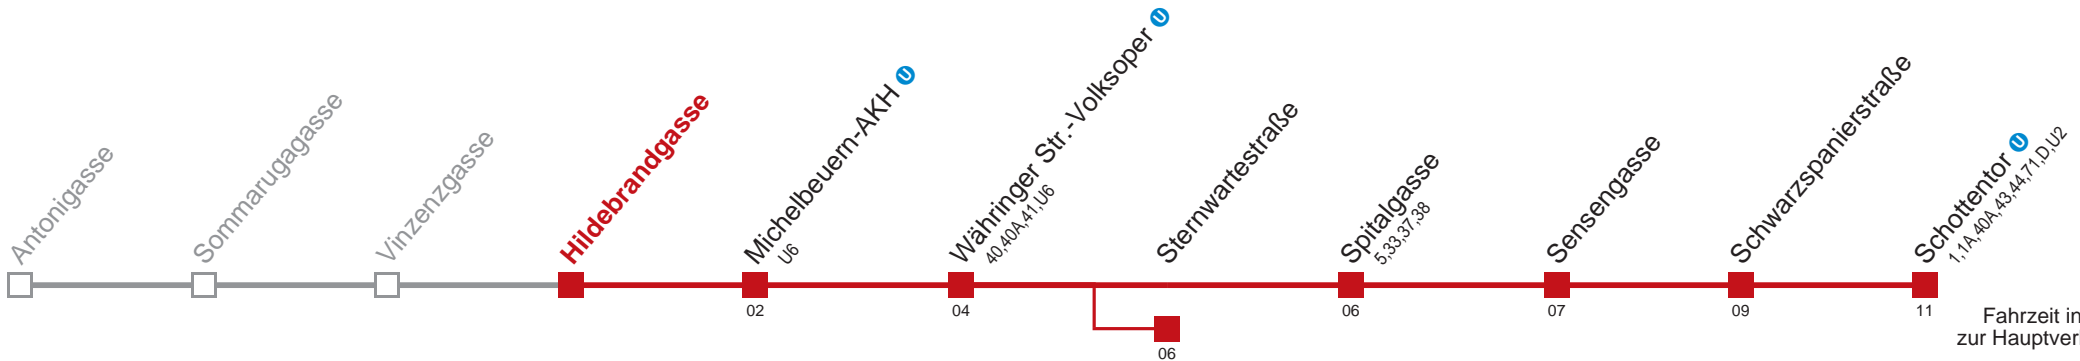 Antonigasse
Sommarugagasse
Vinzenzgasse
Hildebrandgasse
Michelbeuern-AKH U
U6
Währinger Str.-Volksoper U
40,40A,41,U6
Sternwartestraße
Spitalgasse
5,33,37,38
Sensengasse
Schwarzspanierstraße
Schottentor U
1,1A,40A,43,44,71,D,U2
02
04
06
06
07
09
11
Fahrzeit in
zur Hauptver